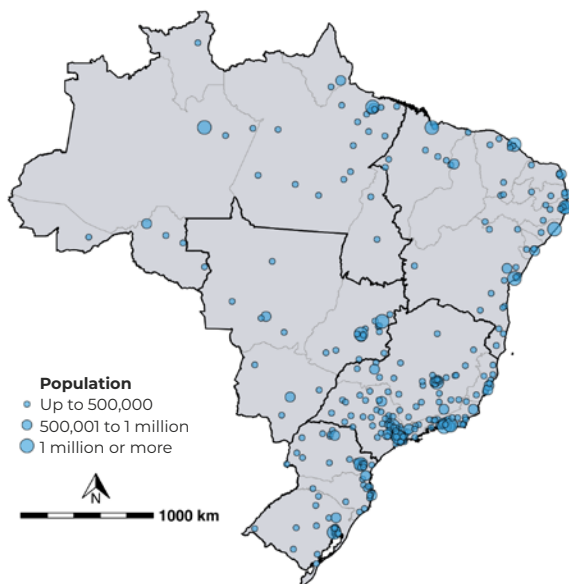 Population
Up to 500,000
500,001 to 1 million
1 million or more
N
1000 km